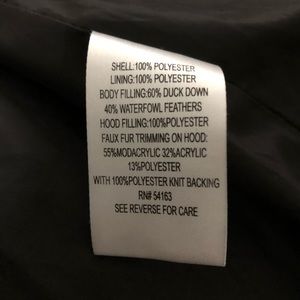 SHELL:100% POLYESTER
LINING:100% POLYESTER
BODY FILLING:60% DUCK DOWN
40% WATERFOWL FEATHERS
HOOD FILLING:100%POLYESTER
FAUX FUR TRIMMING ON HOOD:
55%MODACRYLIC 32%ACRYLIC
13%POLYESTER
WITH 100%POLYESTER KNIT BACKING
RN# 54163
SEE REVERSE FOR CARE